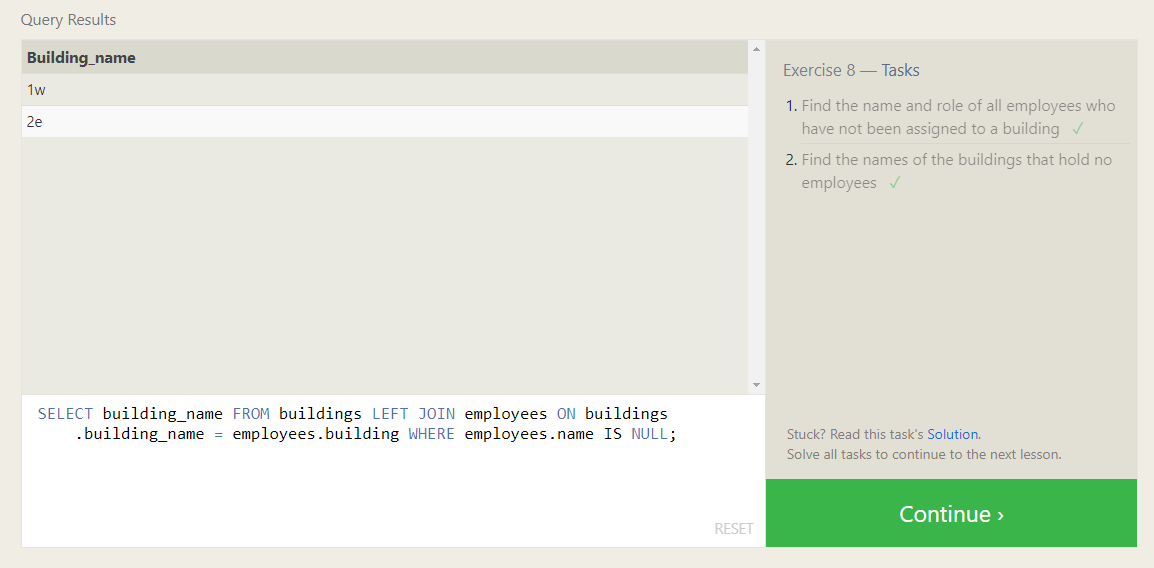 Query Results
Building_name
1w
2e
SELECT building_name FROM buildings LEFT JOIN employees ON buildings
.building_name = employees.building WHERE employees.name IS NULL;
RESET
Exercise 8 — Tasks
1. Find the name and role of all employees who
have not been assigned to a building ✓
2. Find the names of the buildings that hold no
employees ✓
Stuck? Read this task's Solution.
Solve all tasks to continue to the next lesson.
Continue ›